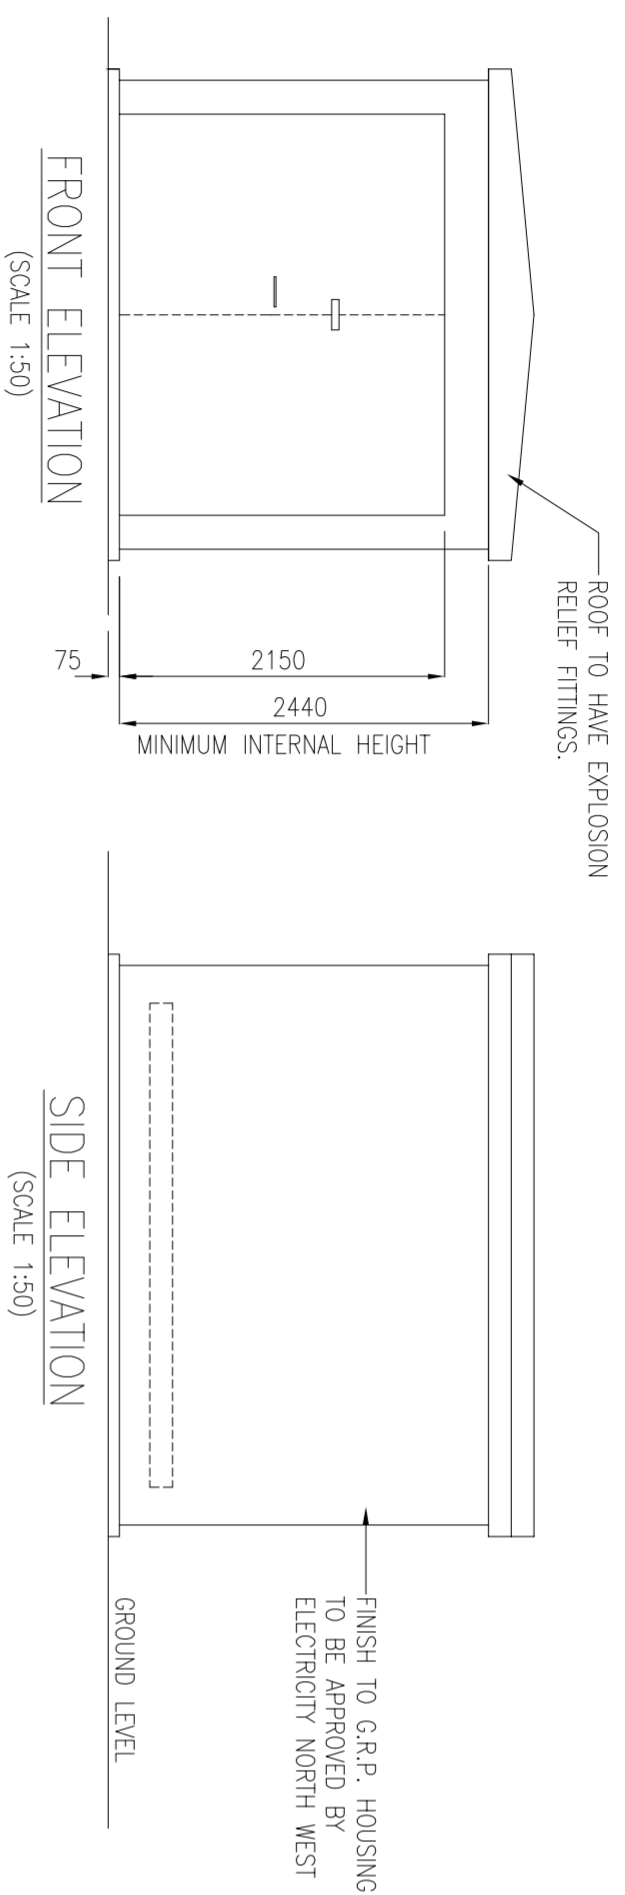 ROOF TO HAVE EXPLOSION
RELIEF FITTINGS.
75
2150
2440
MINIMUM INTERNAL HEIGHT
FRONT ELEVATION
(SCALE 1:50)
FINISH TO G.R.P. HOUSING
TO BE APPROVED BY
ELECTRICITY NORTH WEST
GROUND LEVEL
SIDE ELEVATION
(SCALE 1:50)